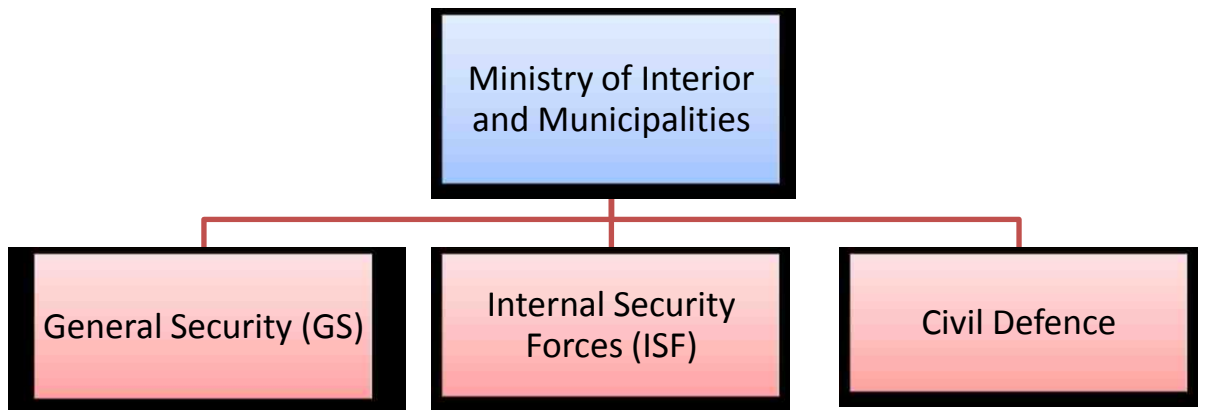 Ministry of Interior
and Municipalities
General Security (GS)
Internal Security
Forces (ISF)
Civil Defence